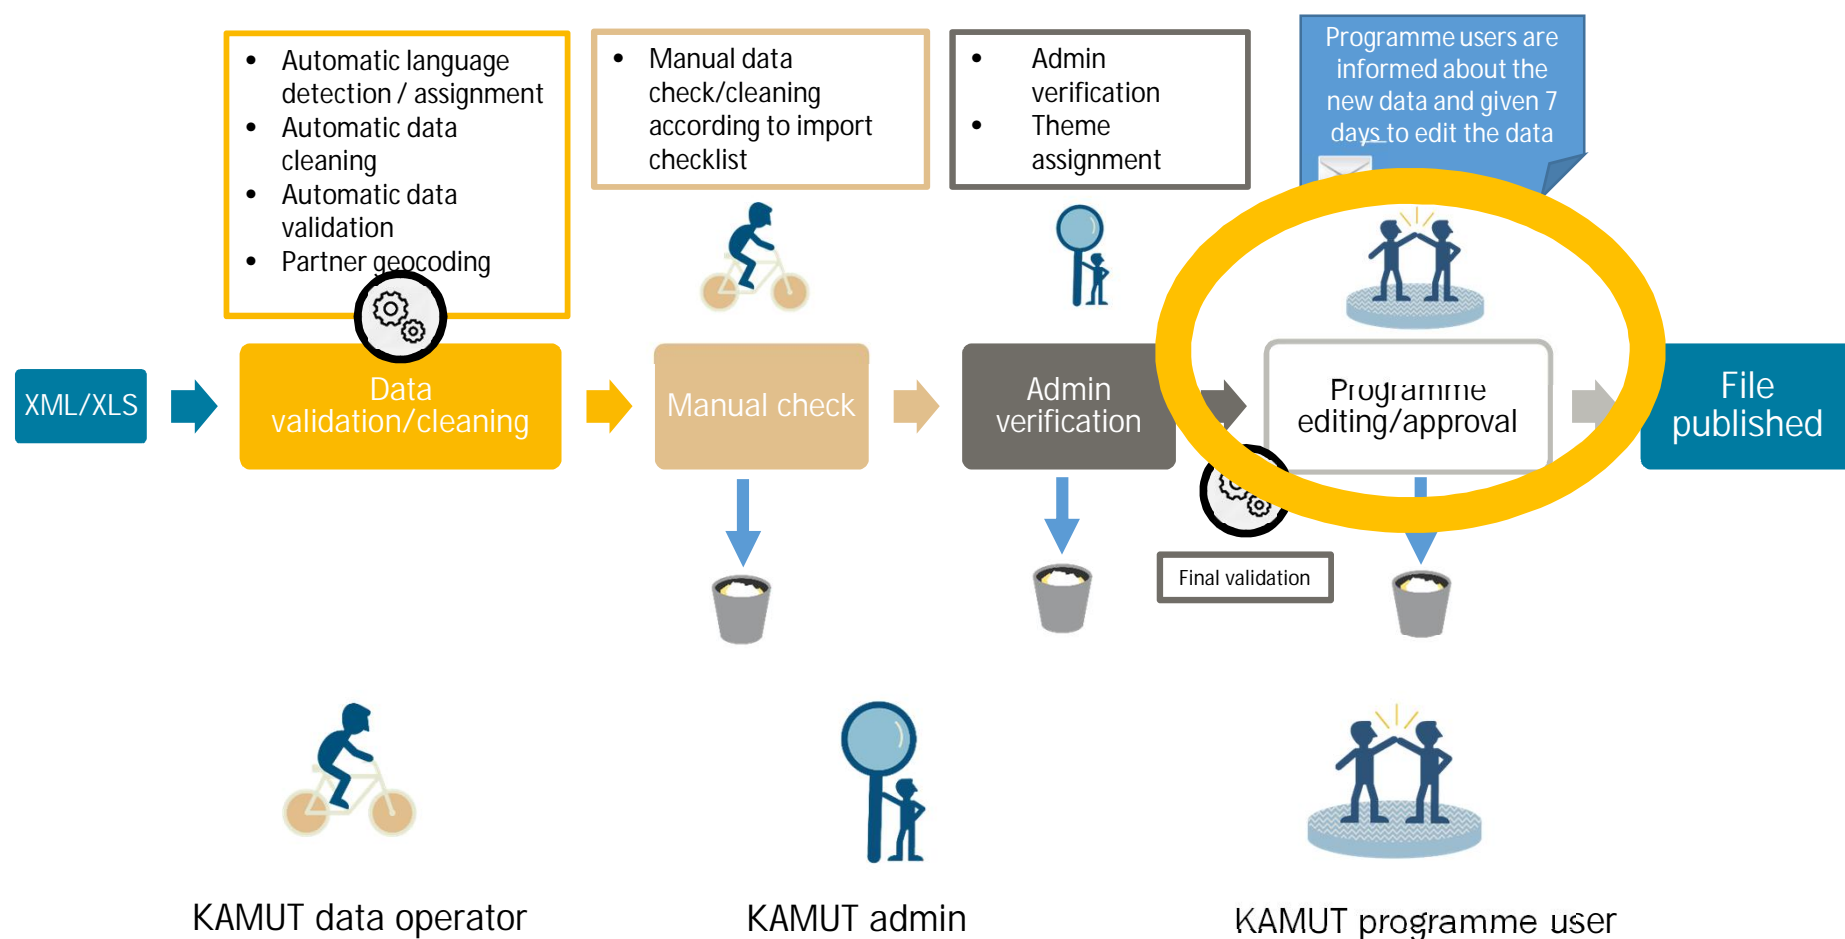 • Automatic language
detection / assignment
• Automatic data
cleaning
• Automatic data
validation
• Partner geocoding
• Manual data
check/cleaning
according to import
checklist
• Admin
verification
• Theme
assignment
Programme users are
informed about the
new data and given 7
days to edit the data
XML/XLS
Data
validation/cleaning
Manual check
Admin
verification
Programme
editing/approval
File
published
Final validation
KAMUT data operator
KAMUT admin
KAMUT programme user